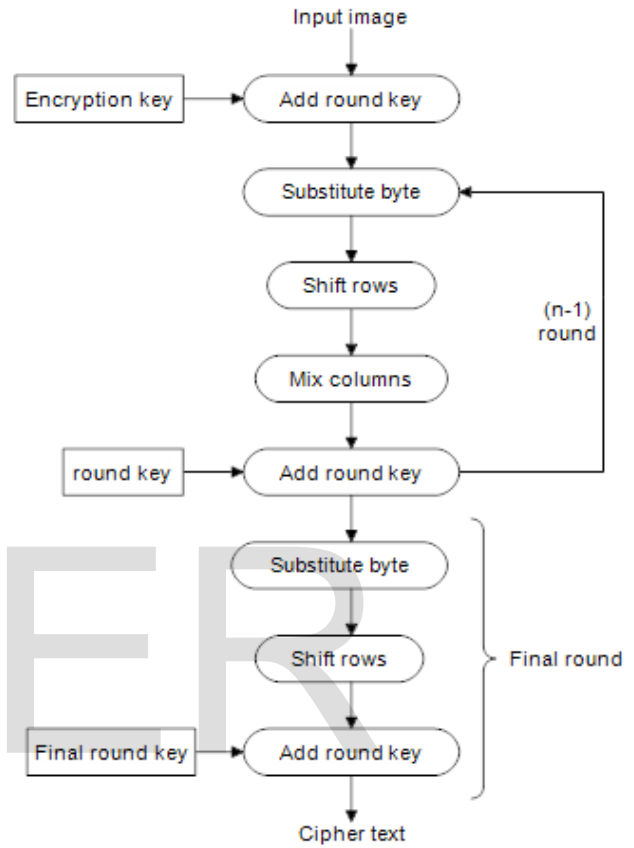 Input image
Encryption key
Add round key
Substitute byte
Shift rows
(n-1)
round
Mix columns
round key
Add round key
Substitute byte
Shift rows
Final round
Final round key
Add round key
Cipher text
ER